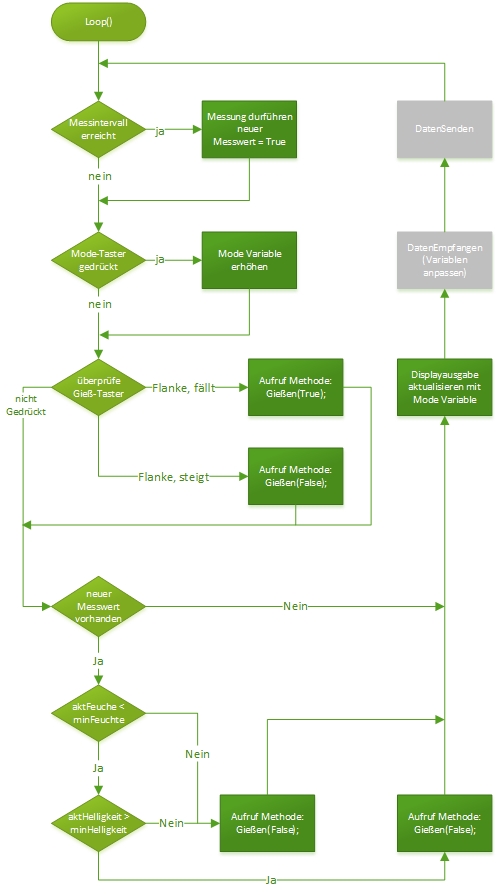 Loop()
Messintervall
erreicht
ja
Messung durführen
neuer
Messwert = True
DatenSenden
nein
Mode-Taster
gedrückt
ja
Mode Variable
erhöhen
DatenEmpfangen
(Variablen
anpassen)
nein
überprüfe
Gieß-Taster
Flanke, fällt
Aufruf Methode:
Gießen(True);
Displayausgabe
aktualisieren mit
Mode Variable
nicht
Gedrückt
Flanke, steigt
Aufruf Methode:
Gießen(False);
neuer
Messwert
vorhanden
Nein
Ja
aktFeuche <
minFeuchte
Nein
Ja
aktHelligkeit >
minHelligkeit
Nein
Aufruf Methode:
Gießen(False);
Aufruf Methode:
Gießen(False);
Ja